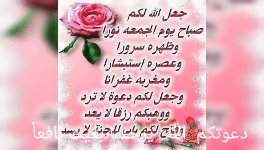 جعل الله لكم
صباح يوم الجمعه نورا
وظهره سرورا
وعصره إستبشارا
ومغربه غفرانا
وجعل لكم دعوة لا ترد
ووهبكم رزقا لا يعد
وفتح لكم باب للجنة لا يسد
دعوتكم